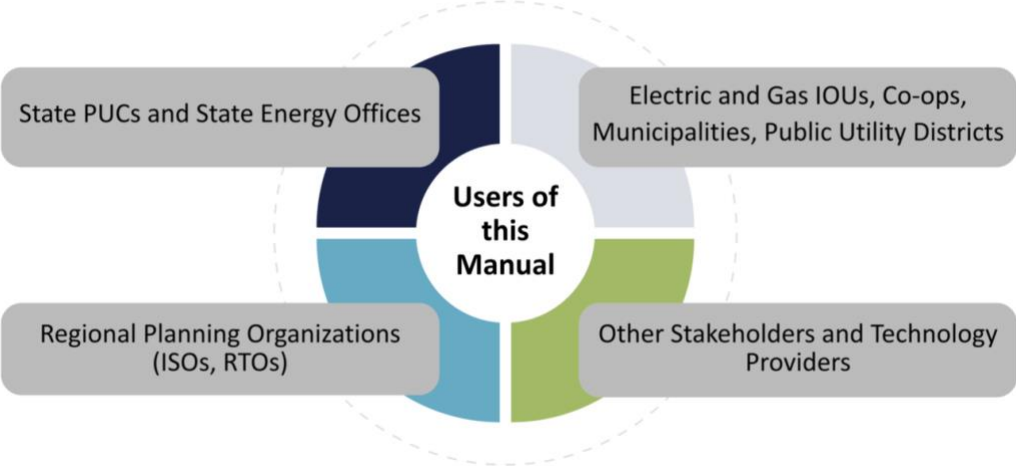 State PUCs and State Energy Offices
Electric and Gas IOUs, Co-ops,
Municipalities, Public Utility Districts
Users of
this
Manual
Regional Planning Organizations
(ISOs, RTOs)
Other Stakeholders and Technology
Providers